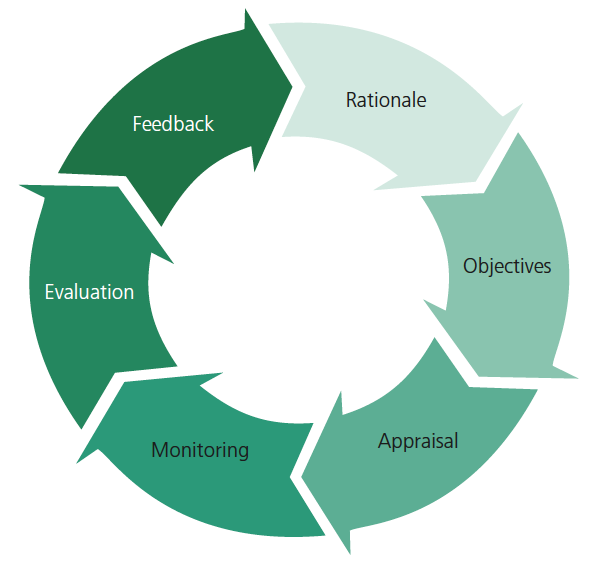 Rationale
Objectives
Appraisal
Monitoring
Evaluation
Feedback